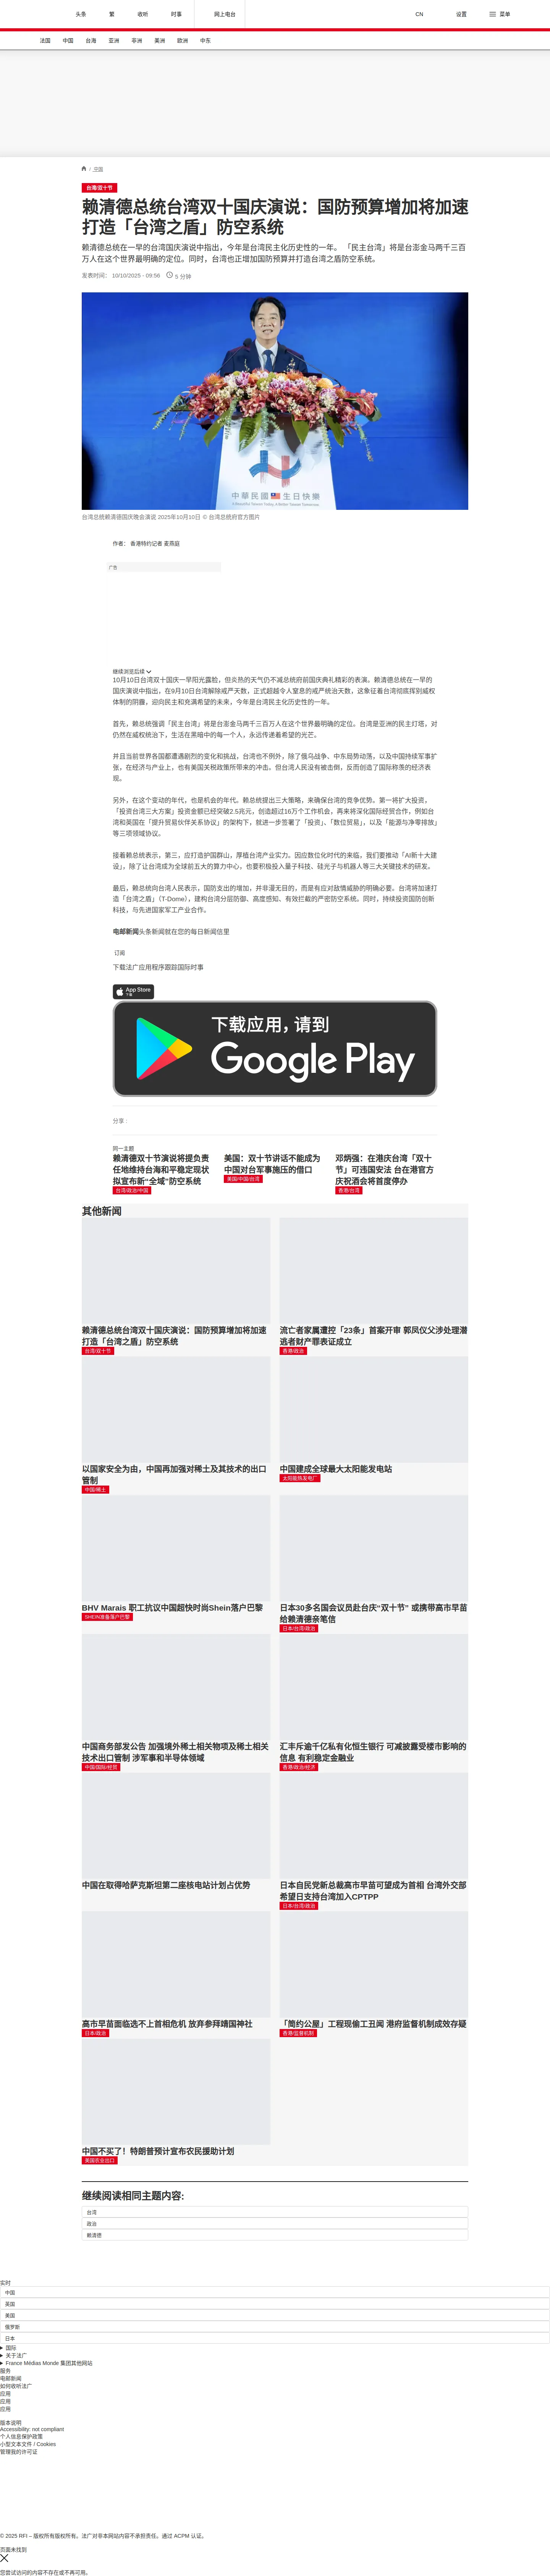 头条
繁
收听
时事
网上电台
CN
设置
菜单
法国
中国
台海
亚洲
非洲
美洲
欧洲
中东
/ 中国
台湾/双十节
赖清德总统台湾双十国庆演说：国防预算增加将加速
打造「台湾之盾」防空系统
赖清德总统在一早的台湾国庆演说中指出，今年是台湾民主化历史性的一年。 「民主台湾」将是台澎金马两千三百
万人在这个世界最明确的定位。同时，台湾也正增加国防预算并打造台湾之盾防空系统。
发表时间： 10/10/2025 - 09:56
5 分钟
中華民國 生日快樂
台湾总统赖清德国庆晚会演说 2025年10月10日 © 台湾总统府官方图片
作者： 香港特约记者 麦燕庭
广告
继续浏览后续
10月10日台湾双十国庆一早阳光露脸，但炎热的天气仍不减总统府前国庆典礼精彩的表演。赖清德总统在一早的
国庆演说中指出，在9月10日台湾解除戒严天数，正式超越令人窒息的戒严统治天数，这象征着台湾彻底挥别威权
体制的阴霾，迎向民主和充满希望的未来，今年是台湾民主化历史性的一年。
首先，赖总统强调「民主台湾」将是台澎金马两千三百万人在这个世界最明确的定位。台湾是亚洲的民主灯塔，对
仍然在威权统治下，生活在黑暗中的每一个人，永远传递着希望的光芒。
并且当前世界各国都遭遇剧烈的变化和挑战，台湾也不例外，除了俄乌战争、中东局势动荡，以及中国持续军事扩
张，在经济与产业上，也有美国关税政策所带来的冲击。但台湾人民没有被击倒，反而创造了国际称羡的经济表
现。
另外，在这个变动的年代，也是机会的年代。赖总统提出三大策略，来确保台湾的竞争优势。第一将扩大投资，
「投资台湾三大方案」投资金额已经突破2.5兆元，创造超过16万个工作机会，再来将深化国际经贸合作，例如台
湾和英国在「提升贸易伙伴关系协议」的架构下，就进一步签署了「投资」、「数位贸易」，以及「能源与净零排放」
等三项领域协议。
接着赖总统表示，第三，应打造护国群山，厚植台湾产业实力。因应数位化时代的来临，我们要推动「AI新十大建
设」，除了让台湾成为全球前五大的算力中心，也要积极投入量子科技、硅光子与机器人等三大关键技术的研发。
最后，赖总统向台湾人民表示，国防支出的增加，并非漫无目的，而是有应对敌情威胁的明确必要。台湾将加速打
造「台湾之盾」（T-Dome），建构台湾分层防御、高度感知、有效拦截的严密防空系统。同时，持续投资国防创新
科技，与先进国家军工产业合作。
电邮新闻头条新闻就在您的每日新闻信里
订阅
下载法广应用程序跟踪国际时事
App Store
下载
下载应用，请到
Google Play
分享 :
同一主题
赖清德双十节演说将提负责
任地维持台海和平稳定现状
拟宣布新"全域"防空系统
台湾/政治/中国
美国：双十节讲话不能成为
中国对台军事施压的借口
美国/中国/台湾
邓炳强：在港庆台湾「双十
节」可违国安法 台在港官方
庆祝酒会将首度停办
香港/台湾
其他新闻
赖清德总统台湾双十国庆演说：国防预算增加将加速
打造「台湾之盾」防空系统
台湾/双十节
流亡者家属遭控「23条」首案开审 郭凤仪父涉处理潜
逃者财产罪表证成立
香港/政治
以国家安全为由，中国再加强对稀土及其技术的出口
管制
中国/稀土
中国建成全球最大太阳能发电站
太阳能热发电厂
BHV Marais 职工抗议中国超快时尚Shein落户巴黎
SHEIN准备落户巴黎
日本30多名国会议员赴台庆“双十节” 或携带高市早苗
给赖清德亲笔信
日本/台湾/政治
中国商务部发公告 加强境外稀土相关物项及稀土相关
技术出口管制 涉军事和半导体领域
中国/国际/经贸
汇丰斥逾千亿私有化恒生银行 可减披露受楼市影响的
信息 有利稳定金融业
香港/政治/经济
中国在取得哈萨克斯坦第二座核电站计划占优势
日本自民党新总裁高市早苗可望成为首相 台湾外交部
希望日支持台湾加入CPTPP
日本/台湾/政治
高市早苗面临选不上首相危机 放弃参拜靖国神社
日本/政治
「简约公屋」工程现偷工丑闻 港府监督机制成效存疑
香港/监督机制
中国不买了！特朗普预计宣布农民援助计划
美国农业出口
继续阅读相同主题内容:
台湾
政治
赖清德
实时
中国
英国
美国
俄罗斯
日本
国际
关于法广
France Médias Monde 集团其他网站
服务
电邮新闻
如何收听法广
应用
应用
应用
版本说明
Accessibility: not compliant
个人信息保护政策
小型文本文件 / Cookies
管理我的许可证
© 2025 RFI – 版权所有版权所有。法广对非本网站内容不承担责任。通过 ACPM 认证。
页面未找到
您尝试访问的内容不存在或不再可用。